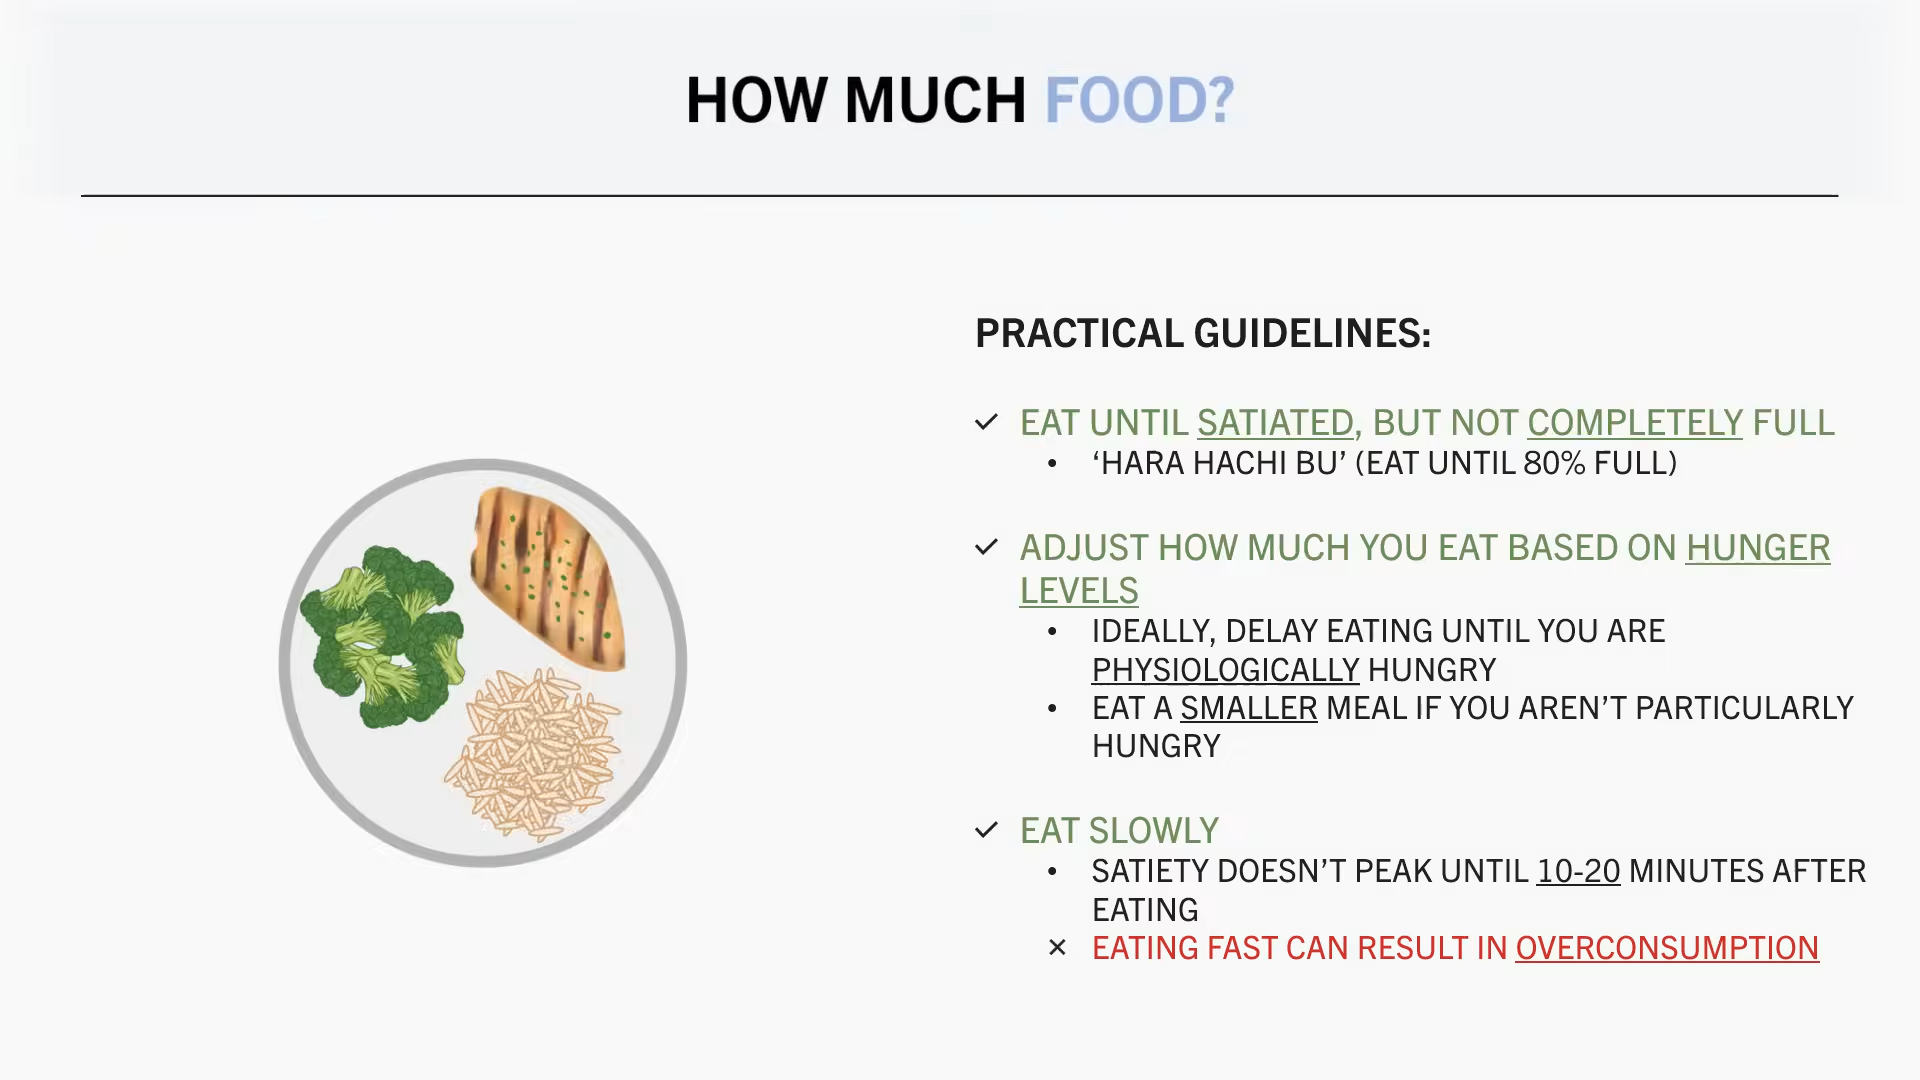 HOW MUCH FOOD?
PRACTICAL GUIDELINES:
✓ EAT UNTIL SATIATED, BUT NOT COMPLETELY FULL
• ‘HARA HACHI BU’ (EAT UNTIL 80% FULL)
✓ ADJUST HOW MUCH YOU EAT BASED ON HUNGER
LEVELS
• IDEALLY, DELAY EATING UNTIL YOU ARE
PHYSIOLOGICALLY HUNGRY
• EAT A SMALLER MEAL IF YOU AREN’T PARTICULARLY
HUNGRY
✓ EAT SLOWLY
• SATIETY DOESN’T PEAK UNTIL 10-20 MINUTES AFTER
EATING
× EATING FAST CAN RESULT IN OVERCONSUMPTION